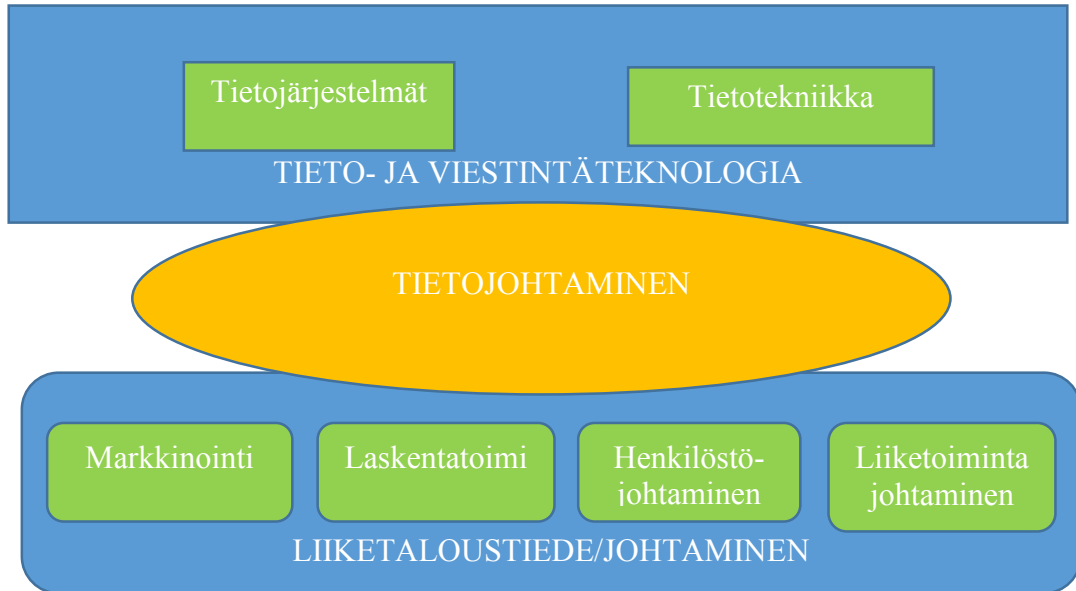 Tietojärjestelmät
Tietotekniikka
TIETO- JA VIESTINTÄTEKNOLOGIA
TIETOJOHTAMINEN
Markkinointi
Laskentatoimi
Henkilöstö-
johtaminen
Liiketoiminta
johtaminen
LIIKETALOUSTIEDE/JOHTAMINEN